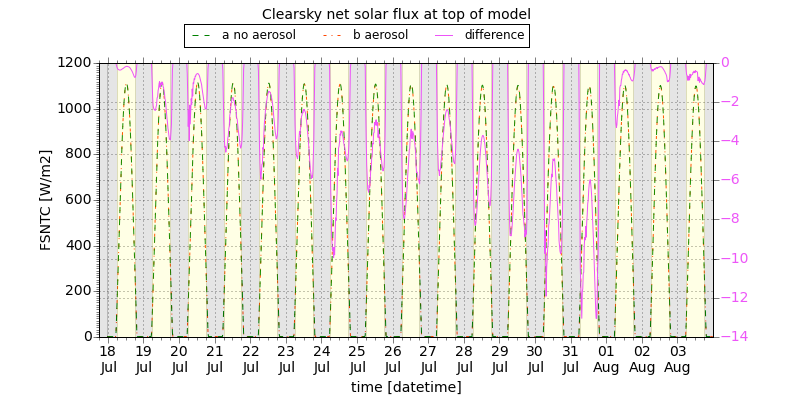 Clearsky net solar flux at top of model
a no aerosol b aerosol difference
FSNTC [W/m2]
1200
1000
800
600
400
200
0
0
−2
−4
−6
−8
−10
−12
−14
18 19 20 21 22 23 24 25 26 27 28 29 30 31 01 02 03
Jul Jul Jul Jul Jul Jul Jul Jul Jul Jul Jul Jul Jul Jul Aug Aug Aug
time [datetime]